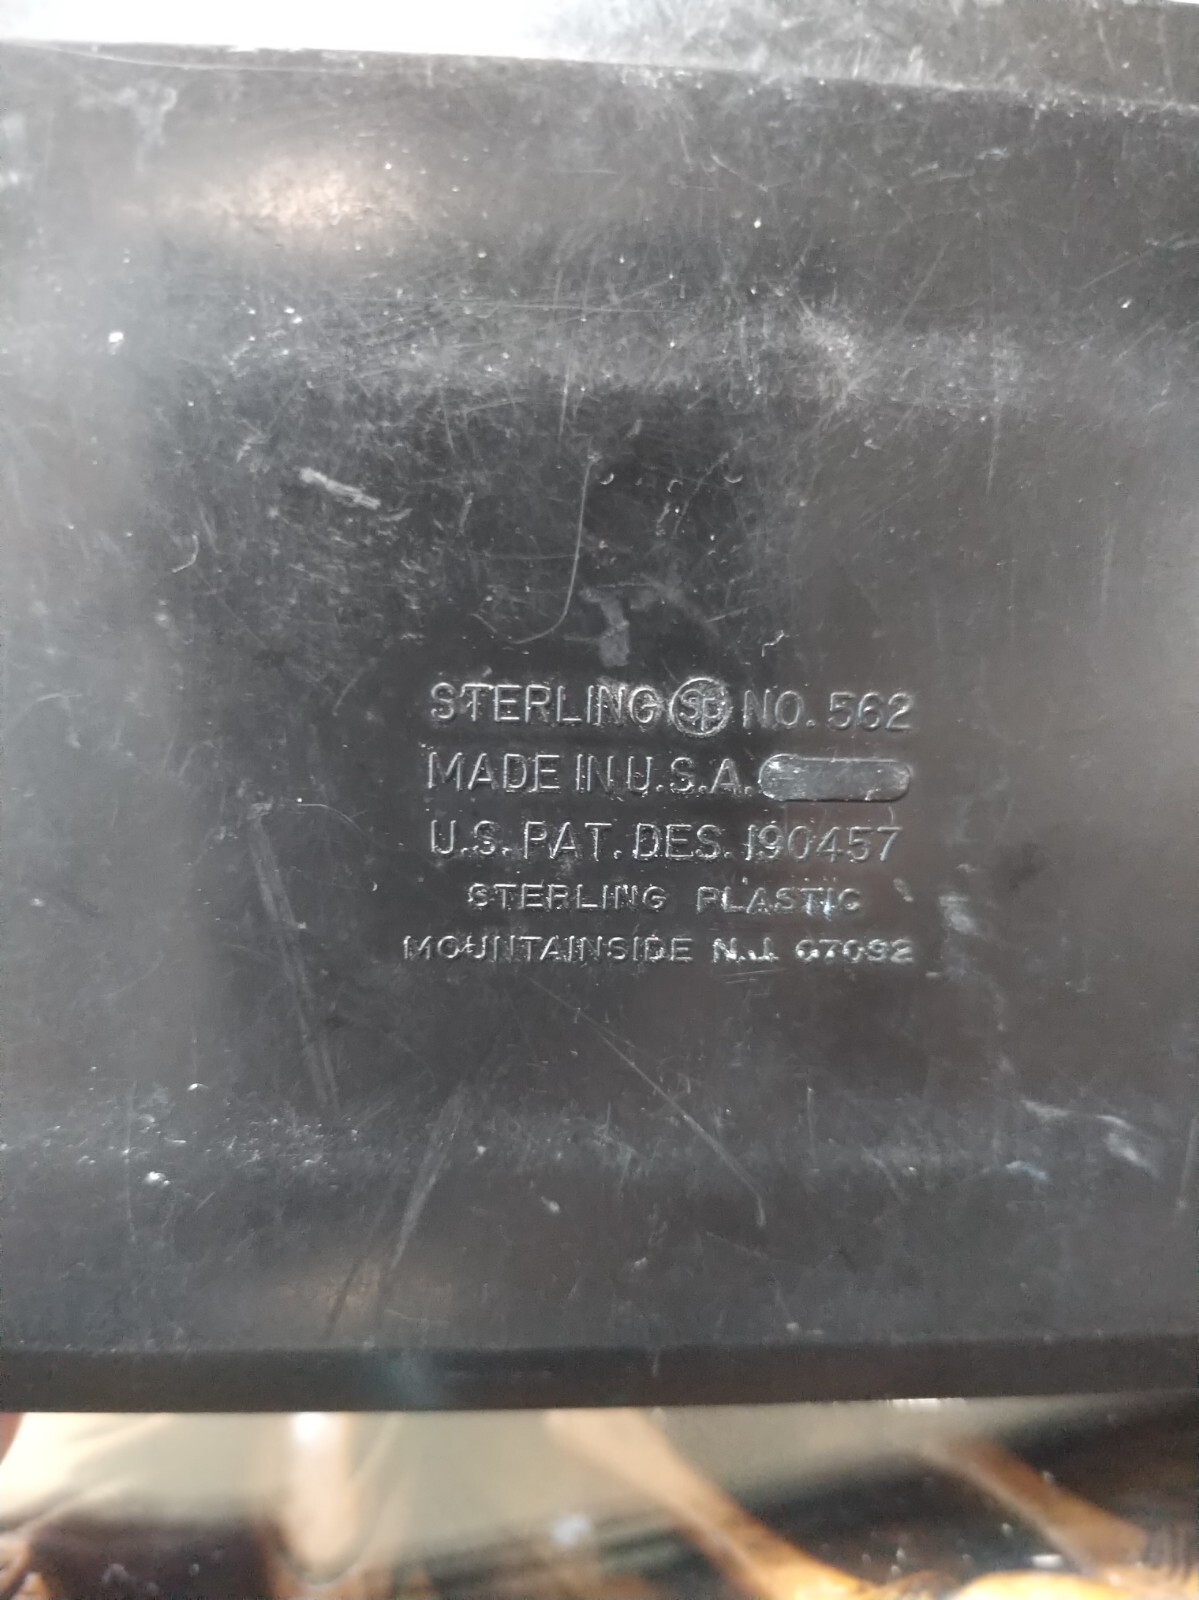 STERLING SP NO. 562
MADE IN U.S.A.
U.S. PAT. DES. 190457
STERLING PLASTIC
MOUNTAINSIDE N.J. 07092